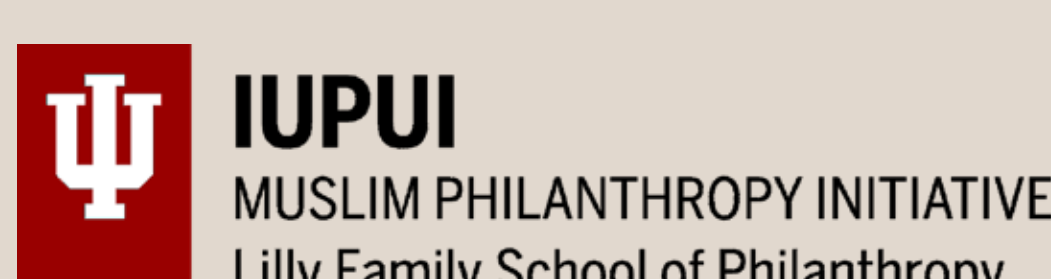 IUPUI
MUSLIM PHILANTHROPY INITIATIVE
Lilly Family School of Philanthropy